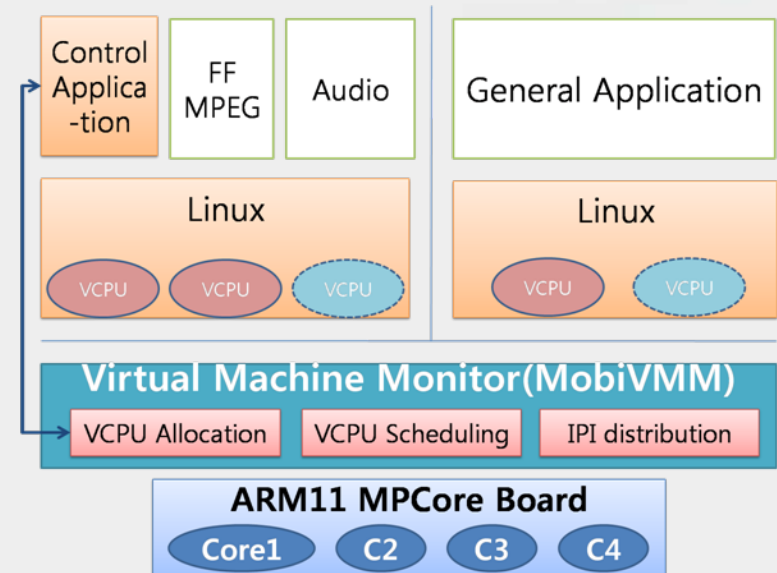 Control
Applica
-tion
FF
MPEG
Audio
General Application
Linux
Linux
VCPU
VCPU
VCPU
VCPU
VCPU
Virtual Machine Monitor(MobiVMM)
VCPU Allocation
VCPU Scheduling
IPI distribution
ARM11 MPCore Board
Core1
C2
C3
C4